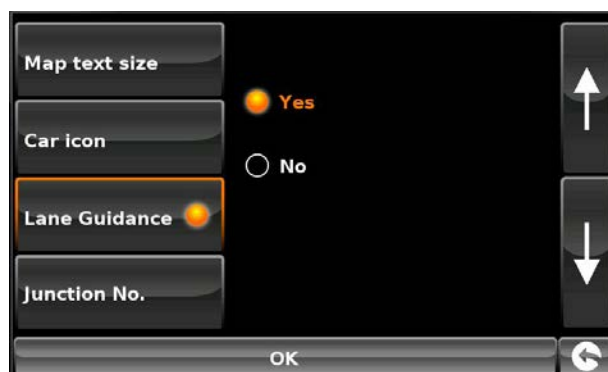 Map text size
Yes
Car icon
No
Lane Guidance
Junction No.
OK